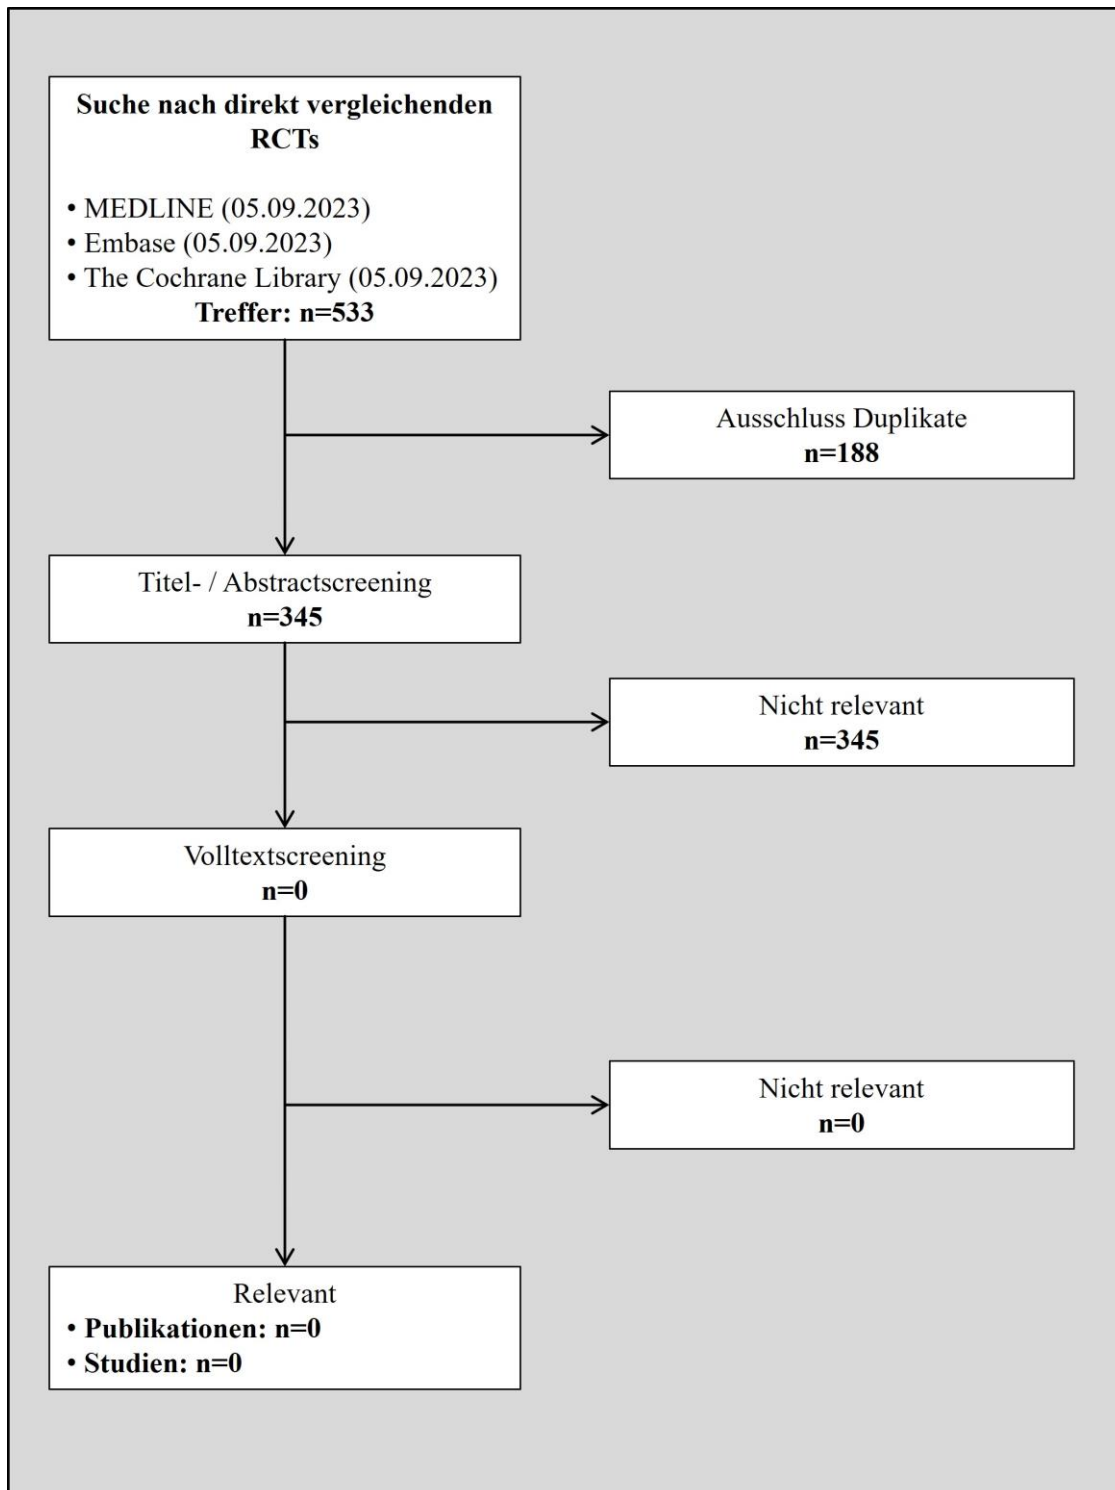 Suche nach direkt vergleichenden
RCTs
• MEDLINE (05.09.2023)
• Embase (05.09.2023)
• The Cochrane Library (05.09.2023)
Treffer: n=533
Ausschluss Duplikate
n=188
Titel- / Abstractscreening
n=345
Nicht relevant
n=345
Volltextscreening
n=0
Nicht relevant
n=0
Relevant
• Publikationen: n=0
• Studien: n=0